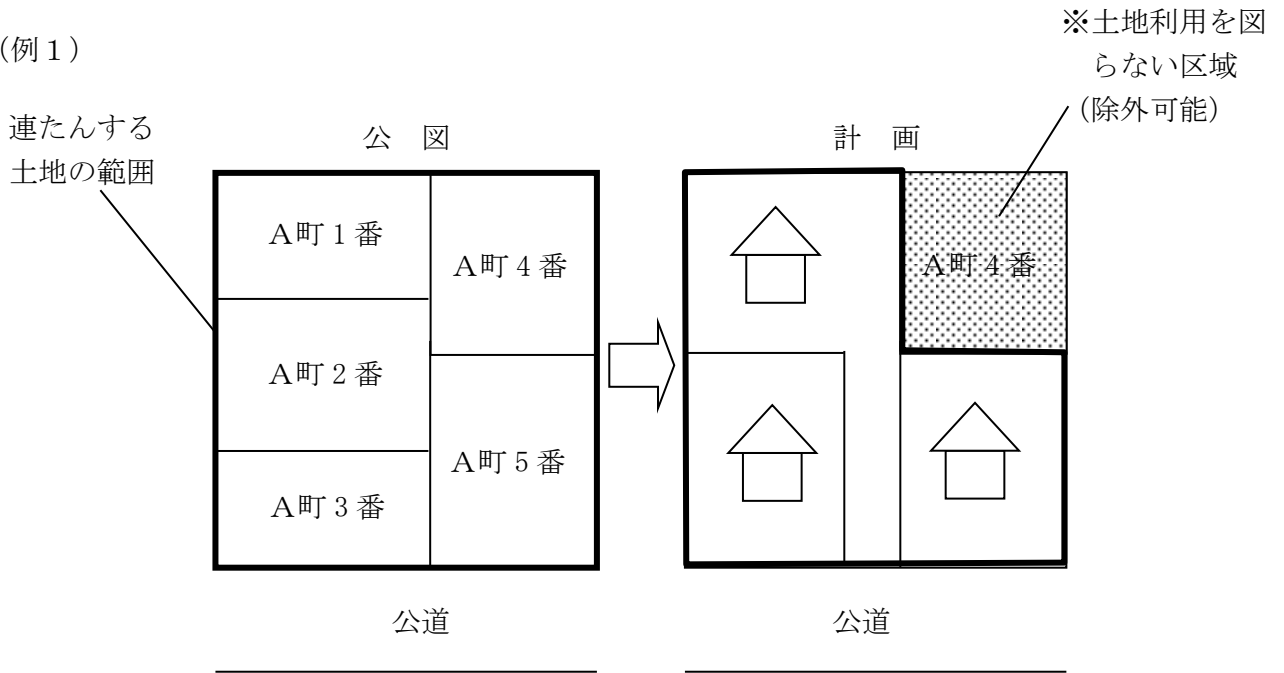 (例１)
連たんする
土地の範囲
公　図
A町１番
A町２番
A町３番
A町４番
A町５番
公道
計　画
※土地利用を図
らない区域
(除外可能)
A町４番
公道